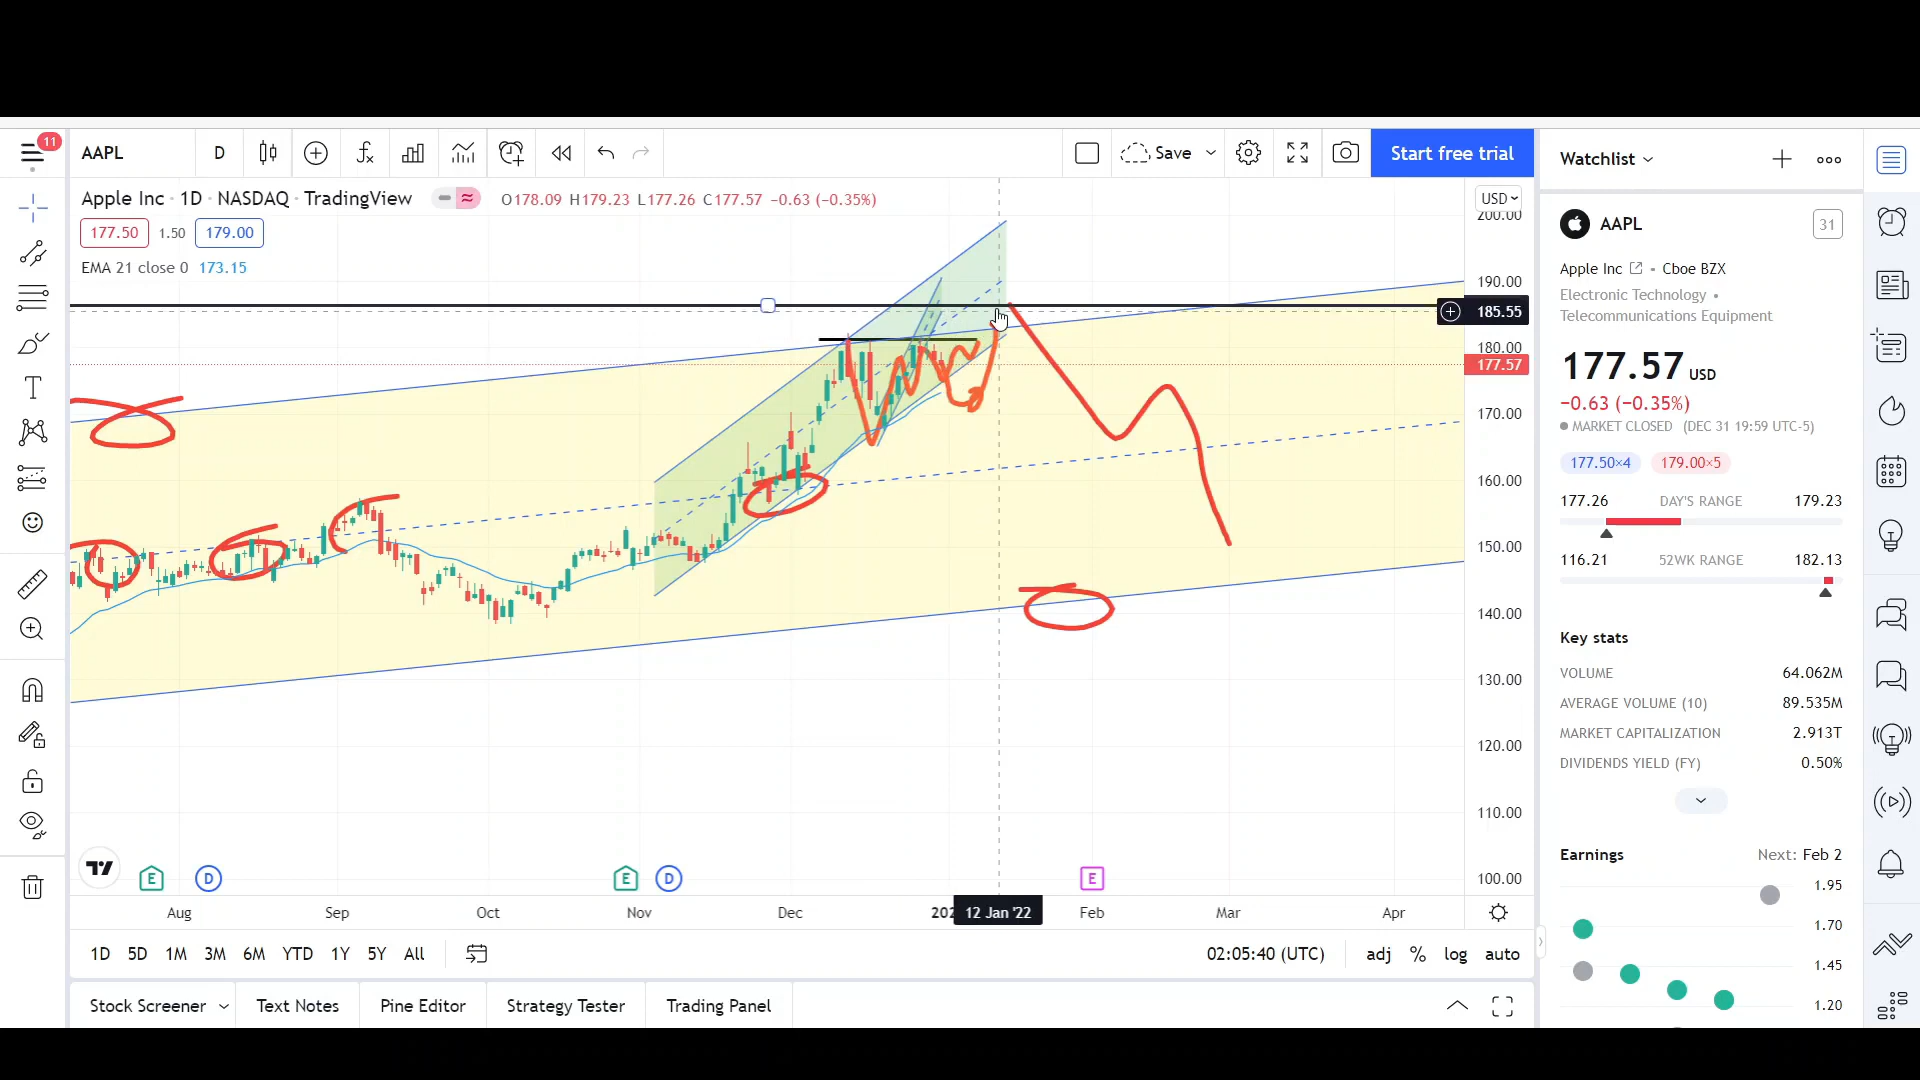 11
AAPL
D
Save
Start free trial
Watchlist
Apple Inc · 1D · NASDAQ · TradingView
O178.09 H179.23 L177.26 C177.57 −0.63 (−0.35%)
177.50 1.50 179.00
EMA 21 close 0 173.15
USD
200.00
190.00
185.55
180.00
177.57
170.00
160.00
150.00
140.00
130.00
120.00
110.00
100.00
E D E D E
Aug Sep Oct Nov Dec 202 12 Jan '22 Feb Mar Apr
1D 5D 1M 3M 6M YTD 1Y 5Y All
02:05:40 (UTC) adj % log auto
Stock Screener Text Notes Pine Editor Strategy Tester Trading Panel
AAPL
31
Apple Inc • Cboe BZX
Electronic Technology •
Telecommunications Equipment
177.57 USD
−0.63 (−0.35%)
MARKET CLOSED (DEC 31 19:59 UTC-5)
177.50×4 179.00×5
177.26 DAY'S RANGE 179.23
116.21 52WK RANGE 182.13
Key stats
VOLUME 64.062M
AVERAGE VOLUME (10) 89.535M
MARKET CAPITALIZATION 2.913T
DIVIDENDS YIELD (FY) 0.50%
Earnings Next: Feb 2
1.95
1.70
1.45
1.20